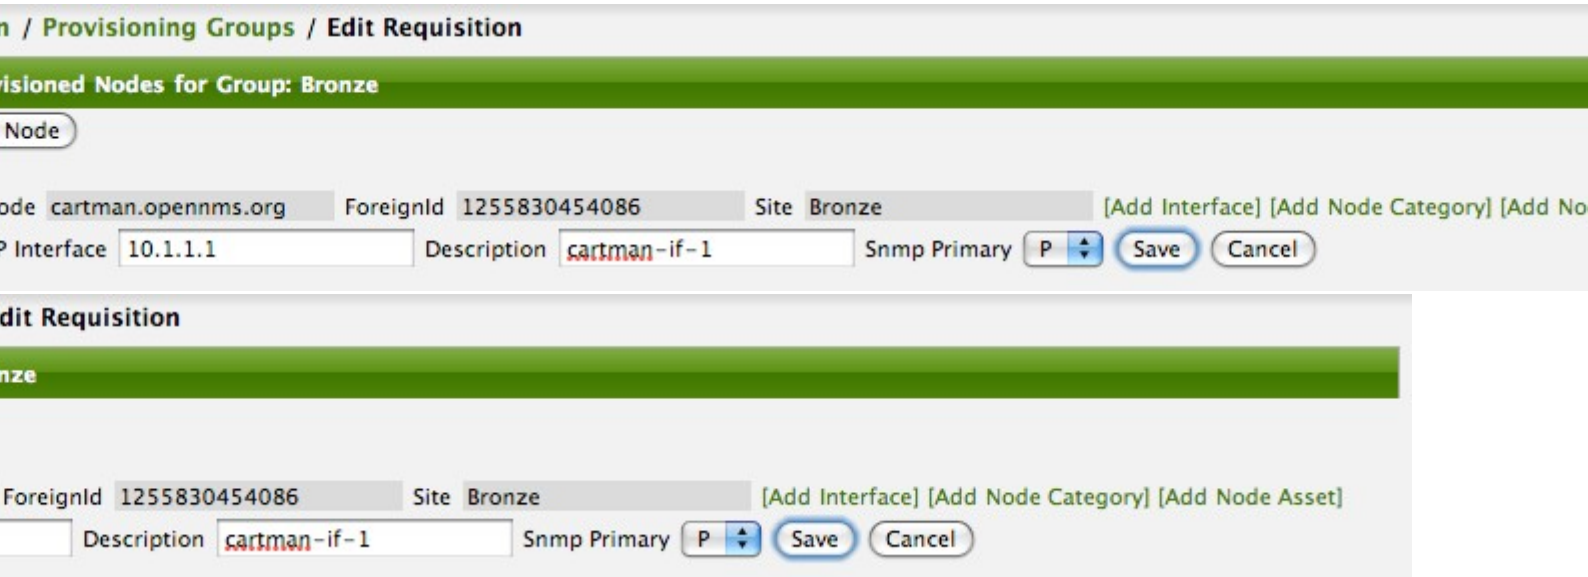 n / Provisioning Groups / Edit Requisition
visioned Nodes for Group: Bronze
Node
ode cartman.opennms.org ForeignId 1255830454086 Site Bronze [Add Interface] [Add Node Category] [Add No
P Interface 10.1.1.1 Description cartman-if-1 Snmp Primary P Save Cancel
dit Requisition
nze
ForeignId 1255830454086 Site Bronze [Add Interface] [Add Node Category] [Add Node Asset]
Description cartman-if-1 Snmp Primary P Save Cancel